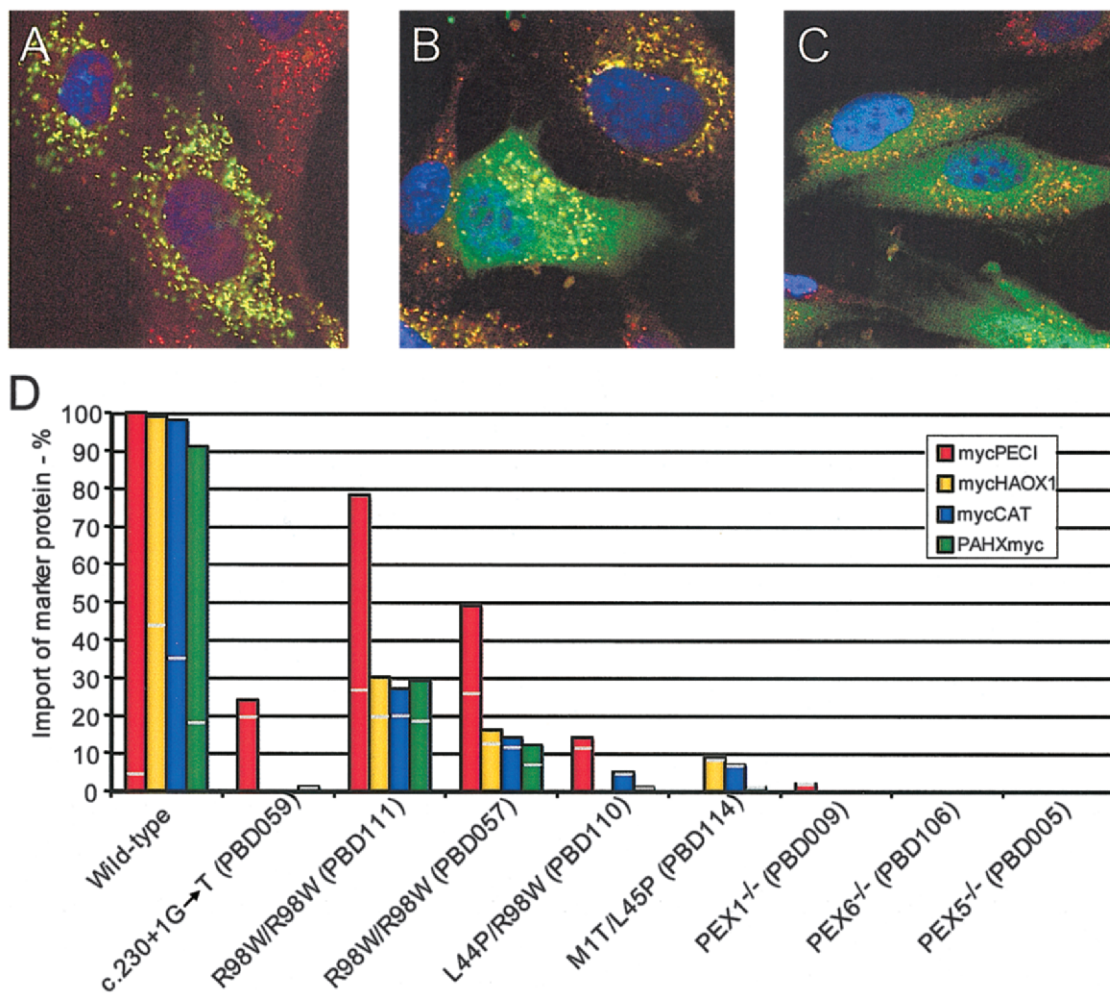 A
B
C
D
Import of marker protein - %
100
90
80
70
60
50
40
30
20
10
0
mycPECI
mycHAOX1
mycCAT
PAHXmyc
Wild-type
c.230+1G→T (PBD059)
R98W/R98W (PBD111)
R98W/R98W (PBD057)
L44P/R98W (PBD110)
M1T/L45P (PBD114)
PEX1-/- (PBD009)
PEX6-/- (PBD106)
PEX5-/- (PBD005)